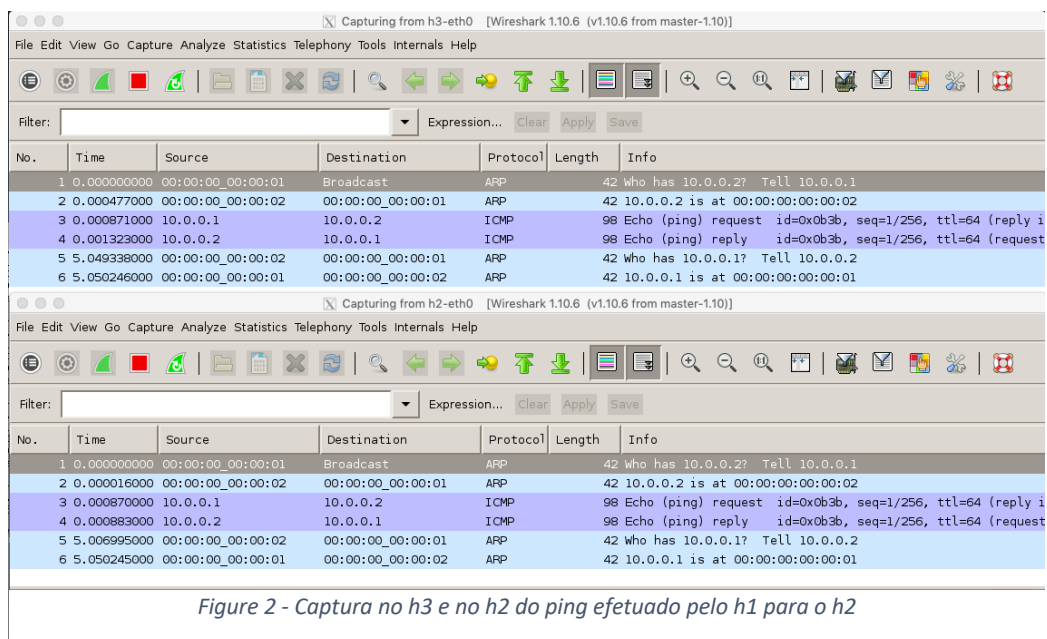 Capturing from h3-eth0 [Wireshark 1.10.6 (v1.10.6 from master-1.10)]
File Edit View Go Capture Analyze Statistics Telephony Tools Internals Help
Filter: Expression... Clear Apply Save
No. Time Source Destination Protocol Length Info
1 0.000000000 00:00:00_00:00:01 Broadcast ARP 42 Who has 10.0.0.2? Tell 10.0.0.1
2 0.000477000 00:00:00_00:00:02 00:00:00_00:00:01 ARP 42 10.0.0.2 is at 00:00:00:00:00:02
3 0.000871000 10.0.0.1 10.0.0.2 ICMP 98 Echo (ping) request id=0x0b3b, seq=1/256, ttl=64 (reply i
4 0.001323000 10.0.0.2 10.0.0.1 ICMP 98 Echo (ping) reply id=0x0b3b, seq=1/256, ttl=64 (request
5 5.049338000 00:00:00_00:00:02 00:00:00_00:00:01 ARP 42 Who has 10.0.0.1? Tell 10.0.0.2
6 5.050246000 00:00:00_00:00:01 00:00:00_00:00:02 ARP 42 10.0.0.1 is at 00:00:00:00:00:01
Capturing from h2-eth0 [Wireshark 1.10.6 (v1.10.6 from master-1.10)]
File Edit View Go Capture Analyze Statistics Telephony Tools Internals Help
Filter: Expression... Clear Apply Save
No. Time Source Destination Protocol Length Info
1 0.000000000 00:00:00_00:00:01 Broadcast ARP 42 Who has 10.0.0.2? Tell 10.0.0.1
2 0.000016000 00:00:00_00:00:02 00:00:00_00:00:01 ARP 42 10.0.0.2 is at 00:00:00:00:00:02
3 0.000870000 10.0.0.1 10.0.0.2 ICMP 98 Echo (ping) request id=0x0b3b, seq=1/256, ttl=64 (reply i
4 0.000883000 10.0.0.2 10.0.0.1 ICMP 98 Echo (ping) reply id=0x0b3b, seq=1/256, ttl=64 (request
5 5.006995000 00:00:00_00:00:02 00:00:00_00:00:01 ARP 42 Who has 10.0.0.1? Tell 10.0.0.2
6 5.050245000 00:00:00_00:00:01 00:00:00_00:00:02 ARP 42 10.0.0.1 is at 00:00:00:00:00:01
Figure 2 - Captura no h3 e no h2 do ping efetuado pelo h1 para o h2